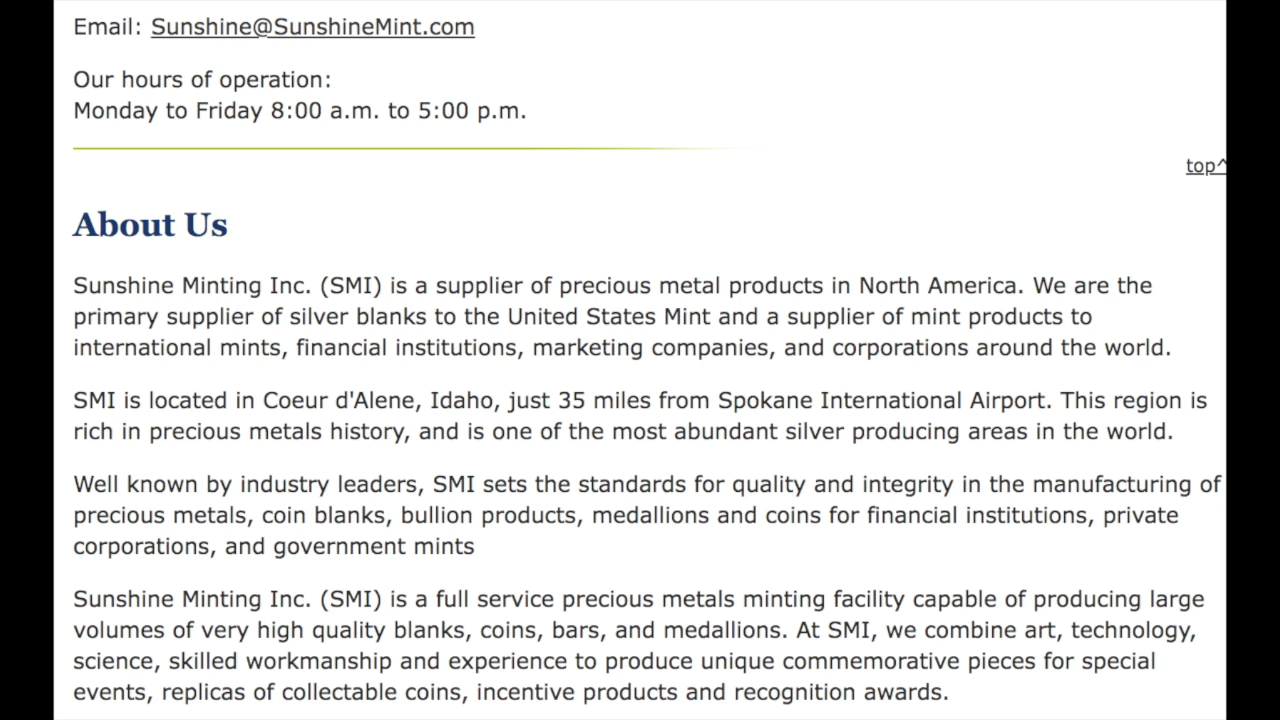 Email: Sunshine@SunshineMint.com
Our hours of operation:
Monday to Friday 8:00 a.m. to 5:00 p.m.
top^
About Us
Sunshine Minting Inc. (SMI) is a supplier of precious metal products in North America. We are the
primary supplier of silver blanks to the United States Mint and a supplier of mint products to
international mints, financial institutions, marketing companies, and corporations around the world.
SMI is located in Coeur d'Alene, Idaho, just 35 miles from Spokane International Airport. This region is
rich in precious metals history, and is one of the most abundant silver producing areas in the world.
Well known by industry leaders, SMI sets the standards for quality and integrity in the manufacturing of
precious metals, coin blanks, bullion products, medallions and coins for financial institutions, private
corporations, and government mints
Sunshine Minting Inc. (SMI) is a full service precious metals minting facility capable of producing large
volumes of very high quality blanks, coins, bars, and medallions. At SMI, we combine art, technology,
science, skilled workmanship and experience to produce unique commemorative pieces for special
events, replicas of collectable coins, incentive products and recognition awards.